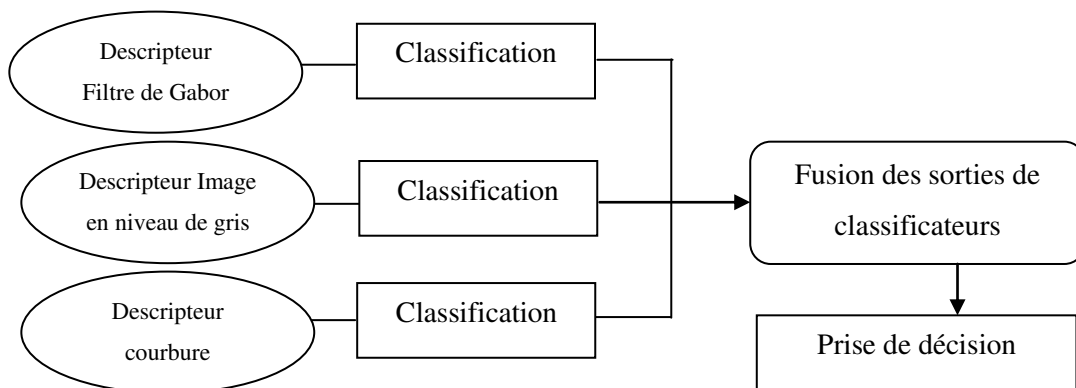 Descripteur
Filtre de Gabor
Classification
Descripteur Image
en niveau de gris
Classification
Descripteur
courbure
Classification
Fusion des sorties de
classificateurs
Prise de décision